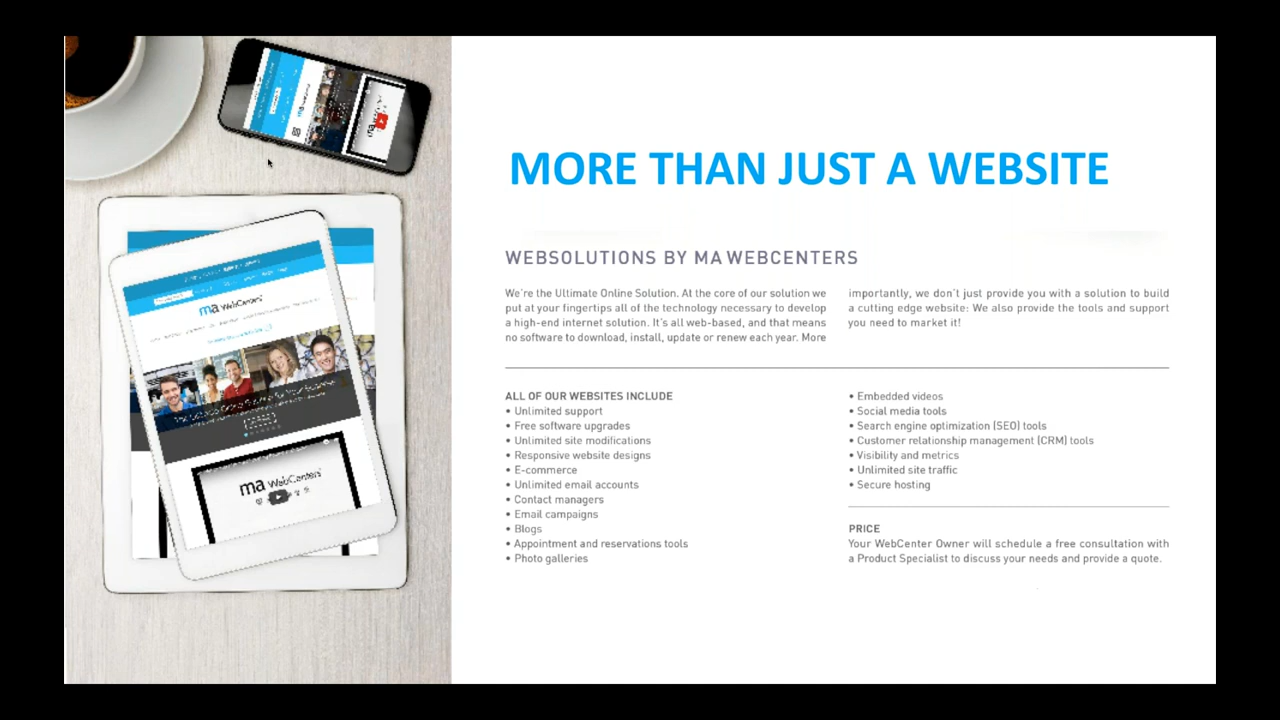 MORE THAN JUST A WEBSITE
WEBSOLUTIONS BY MA WEBCENTERS
We're the Ultimate Online Solution. At the core of our solution we
put at your fingertips all of the technology necessary to develop
a high-end internet solution. It's all web-based, and that means
no software to download, install, update or renew each year. More
importantly, we don't just provide you with a solution to build
a cutting edge website: We also provide the tools and support
you need to market it!
ALL OF OUR WEBSITES INCLUDE
• Unlimited support
• Free software upgrades
• Unlimited site modifications
• Responsive website designs
• E-commerce
• Unlimited email accounts
• Contact managers
• Email campaigns
• Blogs
• Appointment and reservations tools
• Photo galleries
• Embedded videos
• Social media tools
• Search engine optimization (SEO) tools
• Customer relationship management (CRM) tools
• Visibility and metrics
• Unlimited site traffic
• Secure hosting
PRICE
Your WebCenter Owner will schedule a free consultation with
a Product Specialist to discuss your needs and provide a quote.
ma WebCenters
ma WebCenters